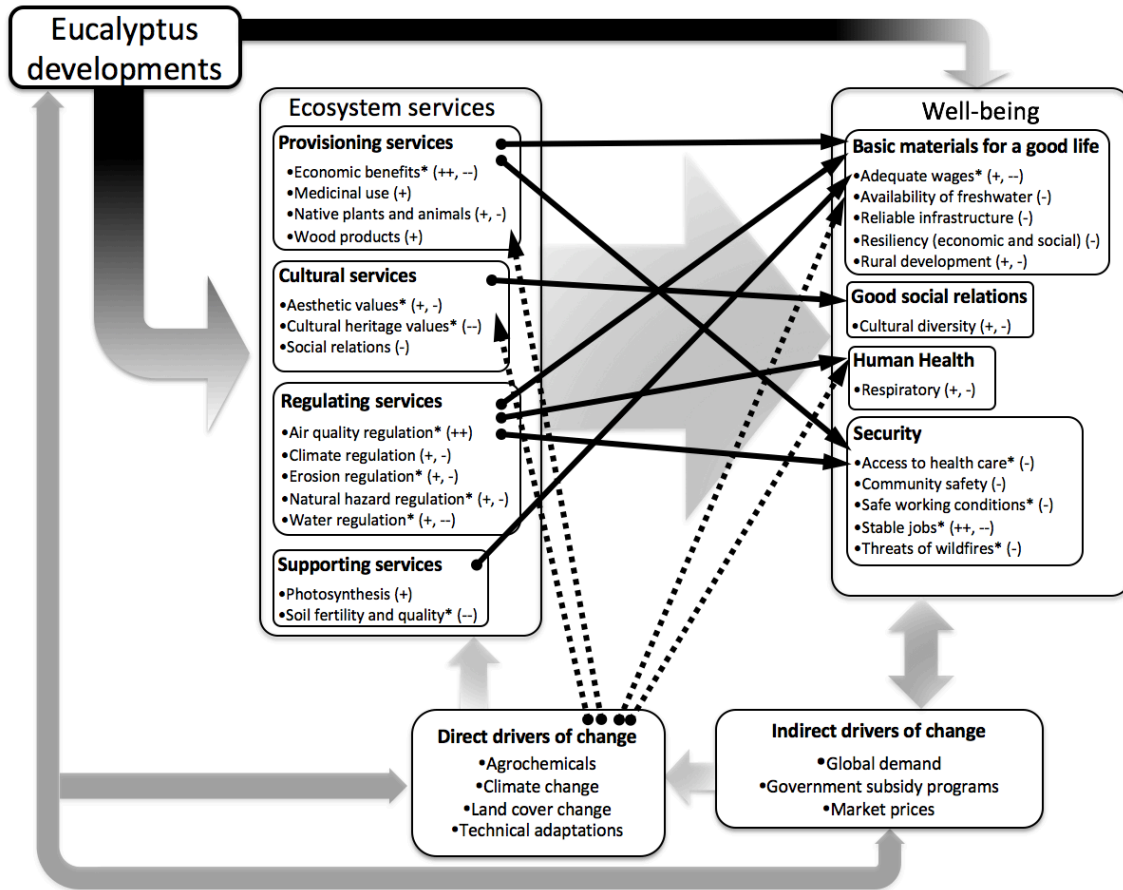 Eucalyptus
developments
Ecosystem services
Provisioning services
•Economic benefits* (++, --)
•Medicinal use (+)
•Native plants and animals (+, -)
•Wood products (+)
Cultural services
•Aesthetic values* (+, -)
•Cultural heritage values* (--)
•Social relations (-)
Regulating services
•Air quality regulation* (++)
•Climate regulation (+, -)
•Erosion regulation* (+, -)
•Natural hazard regulation* (+, -)
•Water regulation* (+, --)
Supporting services
•Photosynthesis (+)
•Soil fertility and quality* (--)
Well-being
Basic materials for a good life
•Adequate wages* (+, --)
•Availability of freshwater (-)
•Reliable infrastructure (-)
•Resiliency (economic and social) (-)
•Rural development (+, -)
Good social relations
•Cultural diversity (+, -)
Human Health
•Respiratory (+, -)
Security
•Access to health care* (-)
•Community safety (-)
•Safe working conditions* (-)
•Stable jobs* (++, --)
•Threats of wildfires* (-)
Direct drivers of change
•Agrochemicals
•Climate change
•Land cover change
•Technical adaptations
Indirect drivers of change
•Global demand
•Government subsidy programs
•Market prices